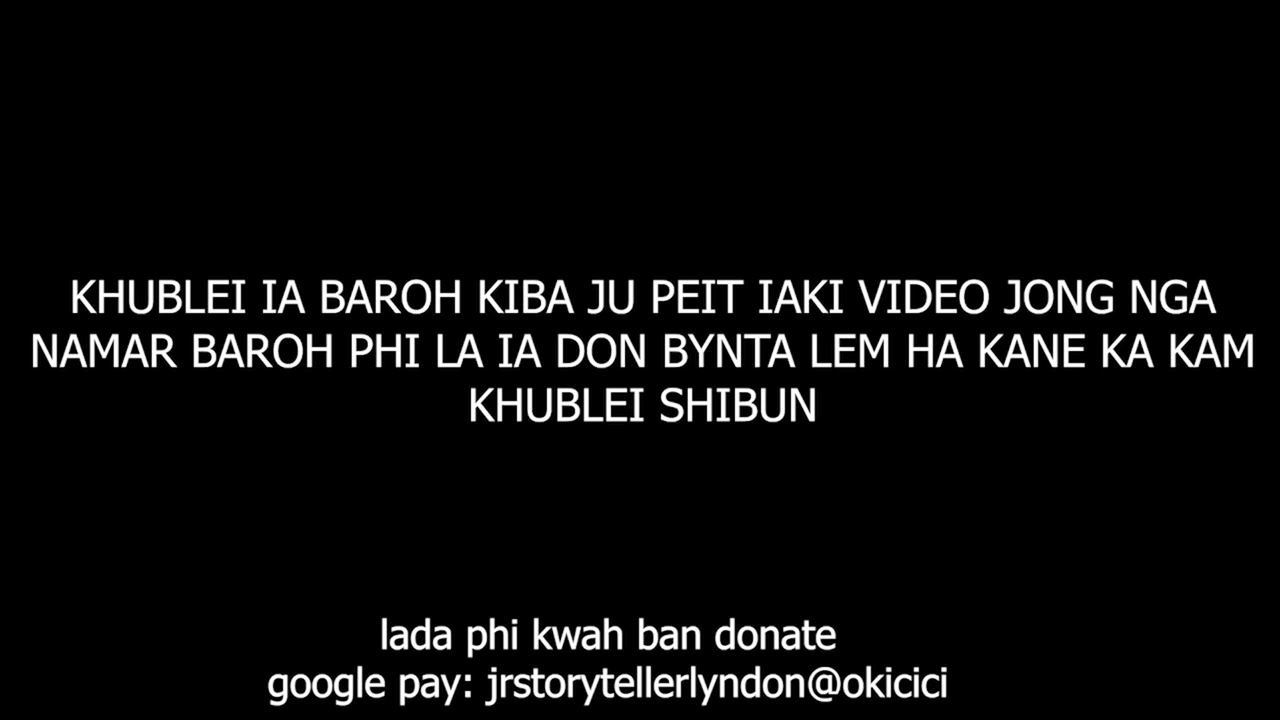 KHUBLEI IA BAROH KIBA JU PEIT IAKI VIDEO JONG NGA
NAMAR BAROH PHI LA IA DON BYNTA LEM HA KANE KA KAM
KHUBLEI SHIBUN
lada phi kwah ban donate
google pay: jrstorytellerlyndon@okicici